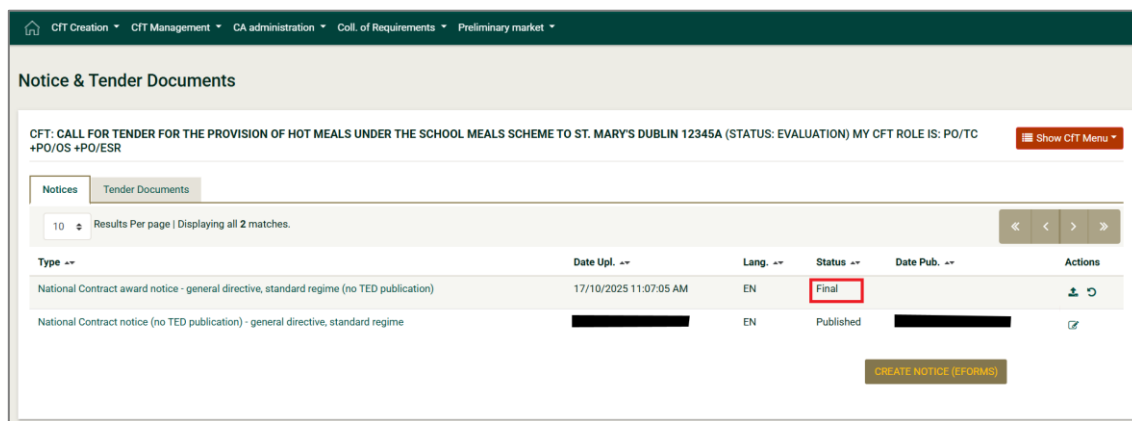 CfT Creation CfT Management CA administration Coll. of Requirements Preliminary market
Notice & Tender Documents
CFT: CALL FOR TENDER FOR THE PROVISION OF HOT MEALS UNDER THE SCHOOL MEALS SCHEME TO ST. MARY'S DUBLIN 12345A (STATUS: EVALUATION) MY CFT ROLE IS: PO/TC
+PO/OS +PO/ESR
Show CfT Menu
Notices Tender Documents
10 Results Per page | Displaying all 2 matches.
Type Date Upl. Lang. Status Date Pub. Actions
National Contract award notice - general directive, standard regime (no TED publication) 17/10/2025 11:07:05 AM EN Final
National Contract notice (no TED publication) - general directive, standard regime EN Published
CREATE NOTICE (EFORMS)